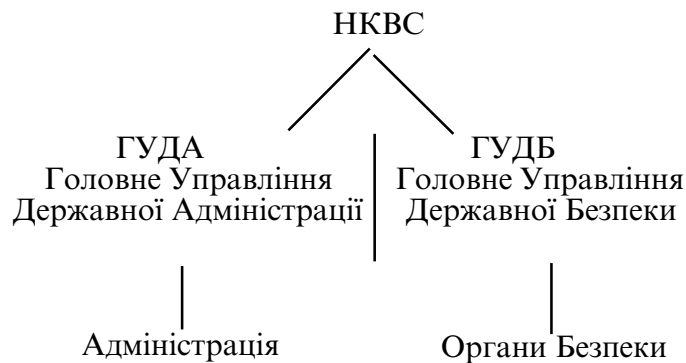 НКВС
ГУДА
Головне Управління
Державної Адміністрації
ГУДБ
Головне Управління
Державної Безпеки
Адміністрація
Органи Безпеки